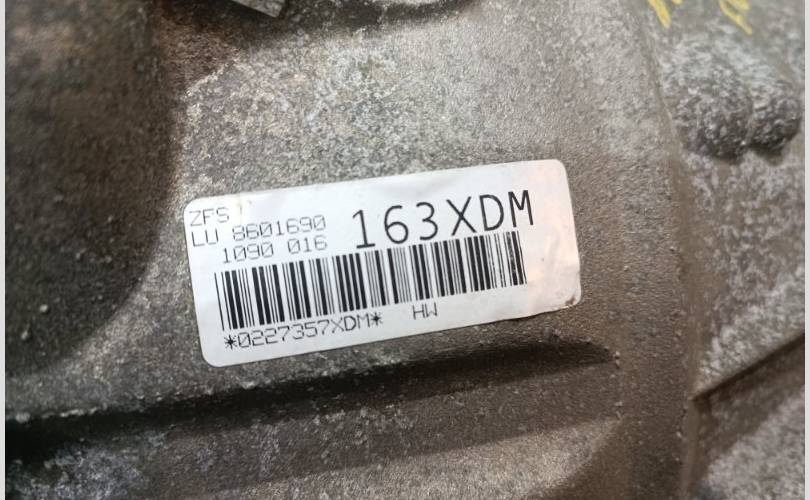 ZFS
LU 8601690
1090 016
163XDM
*0227357XDM* HW